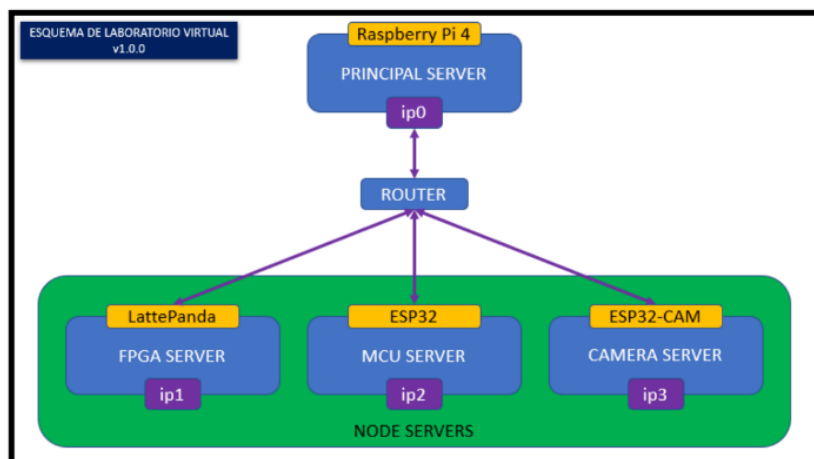 ESQUEMA DE LABORATORIO VIRTUAL
v1.0.0
Raspberry Pi 4
PRINCIPAL SERVER
ip0
ROUTER
LattePanda
FPGA SERVER
ip1
ESP32
MCU SERVER
ip2
ESP32-CAM
CAMERA SERVER
ip3
NODE SERVERS